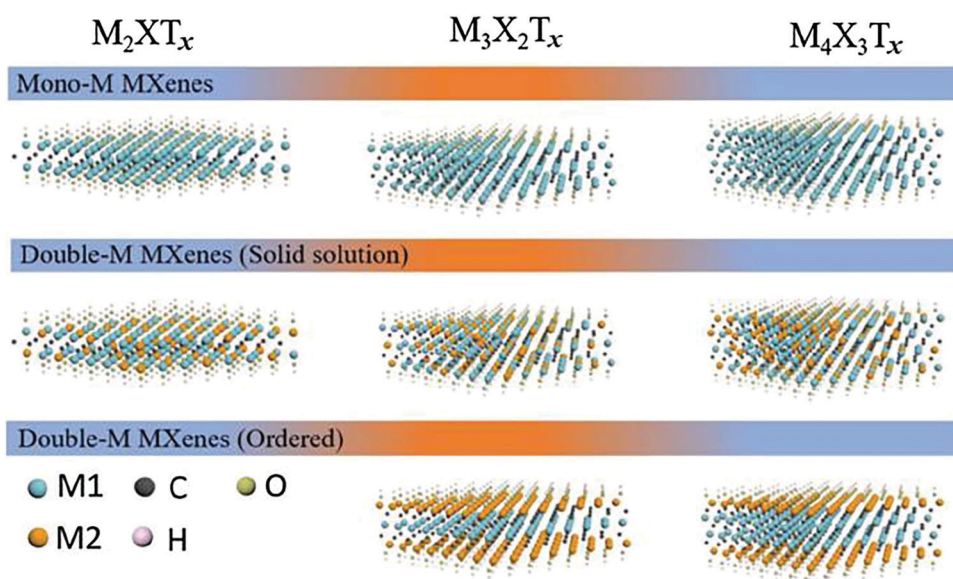 M₂XTₓ M₃X₂Tₓ M₄X₃Tₓ
Mono-M MXenes
Double-M MXenes (Solid solution)
Double-M MXenes (Ordered)
M1 C O
M2 H